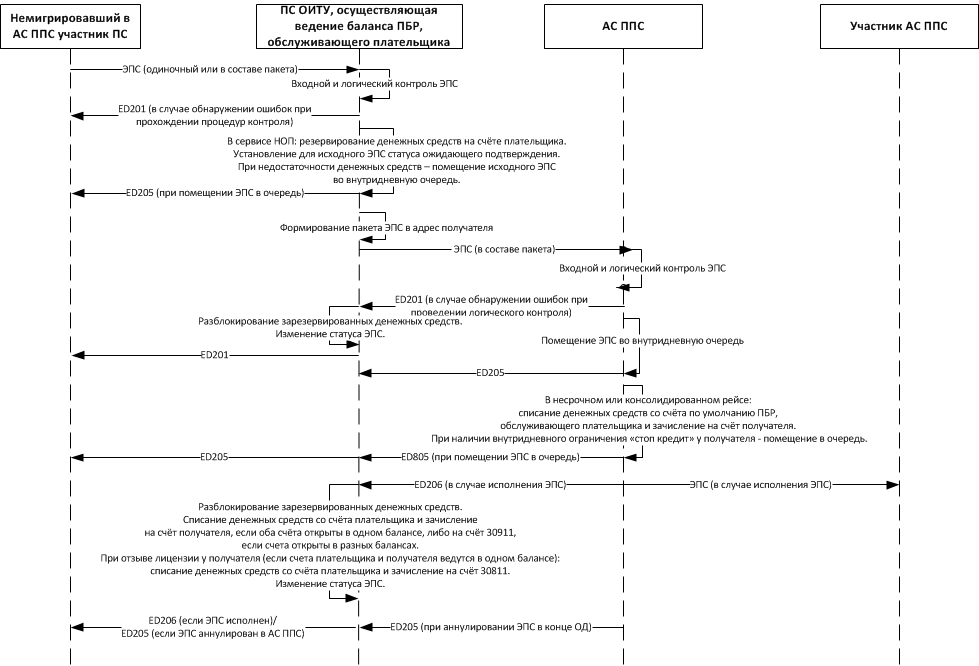 Немигрировавший в
АС ППС участник ПС
ПС ОИТУ, осуществляющая
ведение баланса ПБР,
обслуживающего плательщика
АС ППС
Участник АС ППС
ЭПС (одиночный или в составе пакета)
Входной и логический контроль ЭПС
ED201 (в случае обнаружении ошибок при
прохождении процедур контроля)
В сервисе НОП: резервирование денежных средств на счёте плательщика.
Установление для исходного ЭПС статуса ожидающего подтверждения.
При недостаточности денежных средств – помещение исходного ЭПС
во внутридневную очередь.
ED205 (при помещении ЭПС в очередь)
Формирование пакета ЭПС в адрес получателя
ЭПС (в составе пакета)
Входной и логический контроль ЭПС
ED201 (в случае обнаружении ошибок при
проведении логического контроля)
Разблокирование зарезервированных денежных средств.
Изменение статуса ЭПС.
Помещение ЭПС во внутридневную очередь
ED201
ED205
В несрочном или консолидированном рейсе:
списание денежных средств со счёта по умолчанию ПБР,
обслуживающего плательщика и зачисление на счёт получателя.
При наличии внутридневного ограничения «стоп кредит» у получателя - помещение в очередь.
ED205
ED805 (при помещении ЭПС в очередь)
ED206 (в случае исполнения ЭПС)
ЭПС (в случае исполнения ЭПС)
Разблокирование зарезервированных денежных средств.
Списание денежных средств со счёта плательщика и зачисление
на счёт получателя, если оба счёта открыты в одном балансе, либо на счёт 30911,
если счета открыты в разных балансах.
При отзыве лицензии у получателя (если счета плательщика и получателя ведутся в одном балансе):
списание денежных средств со счёта плательщика и зачисление на счёт 30811.
Изменение статуса ЭПС.
ED206 (если ЭПС исполнен)/
ED205 (если ЭПС аннулирован в АС ППС)
ED205 (при аннулировании ЭПС в конце ОД)